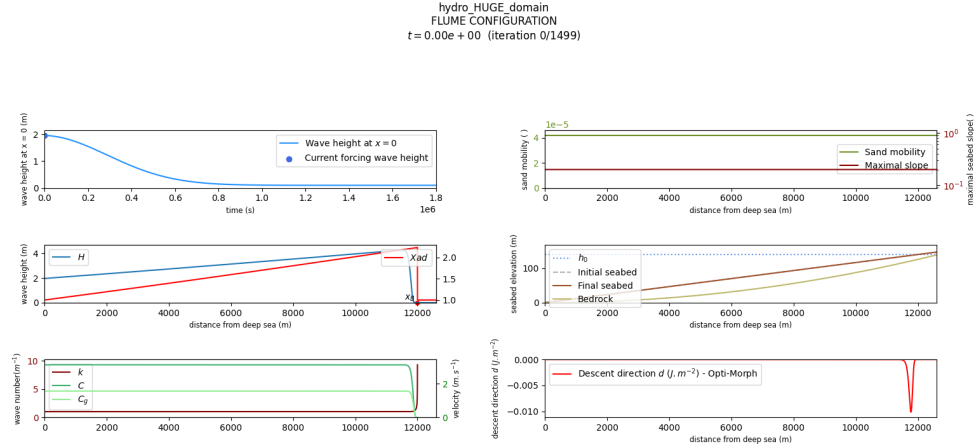 hydro_HUGE_domain
FLUME CONFIGURATION
t = 0.00e + 00 (iteration 0/1499)
wave height at x = 0 (m)
2
1
0
Wave height at x = 0
Current forcing wave height
0.0 0.2 0.4 0.6 0.8 1.0 1.2 1.4 1.6 1.8
1e6
time (s)
1e−5
sand mobility ( )
4
2
0
Sand mobility
Maximal slope
10⁰
10⁻¹
maximal seabed slope( )
0 2000 4000 6000 8000 10000 12000
distance from deep sea (m)
wave height (m)
4
2
0
H
Xad
2.0
1.5
1.0
0 2000 4000 6000 8000 10000 12000
distance from deep sea (m)
seabed elevation (m)
100
0
h₀
Initial seabed
Final seabed
Bedrock
0 2000 4000 6000 8000 10000 12000
distance from deep sea (m)
wave number(m⁻¹)
10
5
0
k
C
C_g
2
0
velocity (m. s⁻¹)
0 2000 4000 6000 8000 10000 12000
distance from deep sea (m)
descent direction d (J. m⁻²)
0.000
−0.005
−0.010
Descent direction d (J. m⁻²) - Opti-Morph
0 2000 4000 6000 8000 10000 12000
distance from deep sea (m)